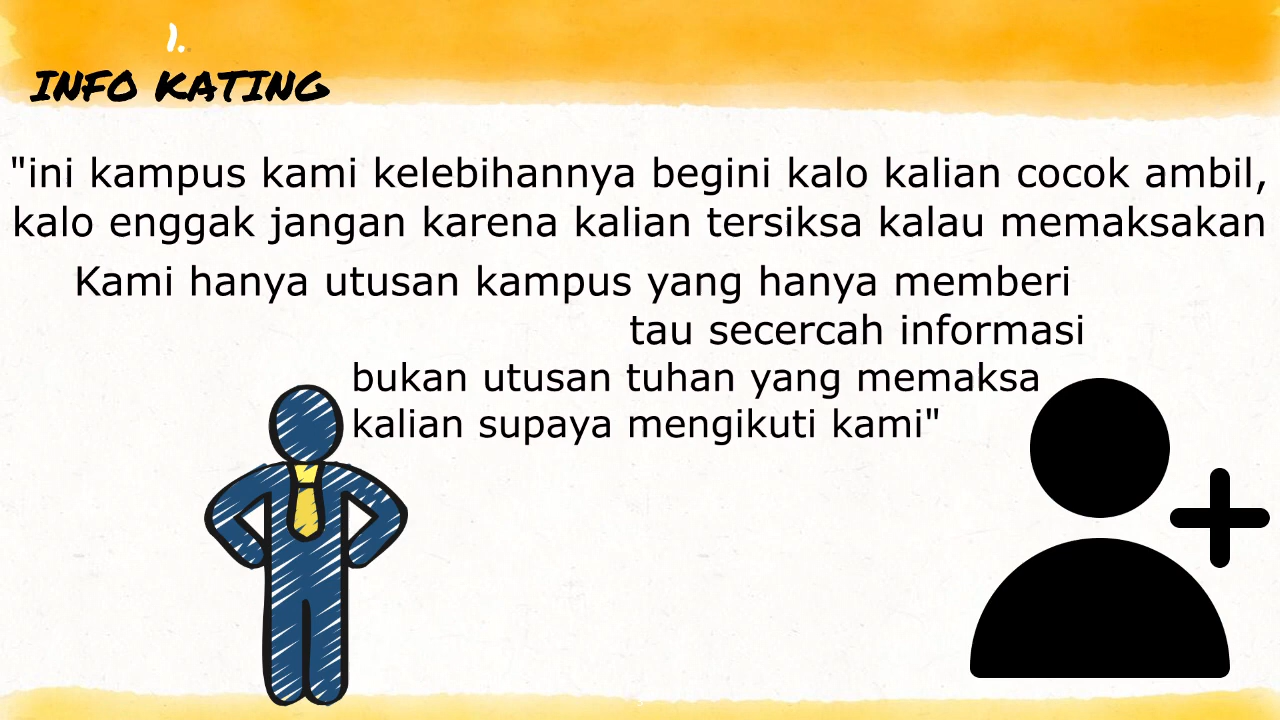 1.
INFO KATING
"ini kampus kami kelebihannya begini kalo kalian cocok ambil,
kalo enggak jangan karena kalian tersiksa kalau memaksakan
Kami hanya utusan kampus yang hanya memberi
tau secercah informasi
bukan utusan tuhan yang memaksa
kalian supaya mengikuti kami"